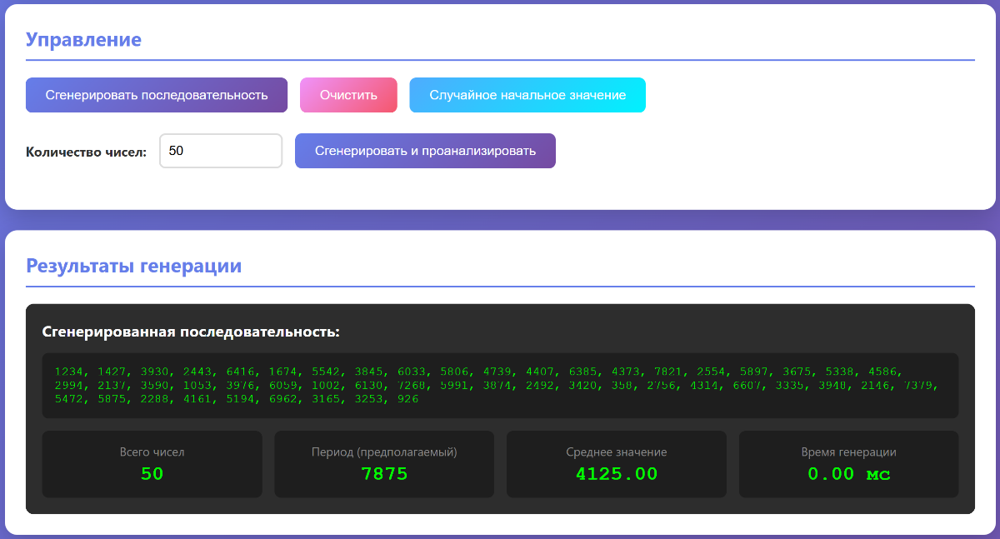 Управление
Сгенерировать последовательность
Очистить
Случайное начальное значение
Количество чисел:
50
Сгенерировать и проанализировать
Результаты генерации
Сгенерированная последовательность:
1234, 1427, 3930, 2443, 6416, 1674, 5542, 3845, 6033, 5806, 4739, 4407, 6385, 4373, 7821, 2554, 5897, 3675, 5338, 4586,
2994, 2137, 3590, 1053, 3976, 6059, 1002, 6130, 7268, 5991, 3874, 2492, 3420, 358, 2756, 4314, 6607, 3335, 3948, 2146, 7379,
5472, 5875, 2288, 4161, 5194, 6962, 3165, 3253, 926
Всего чисел
50
Период (предполагаемый)
7875
Среднее значение
4125.00
Время генерации
0.00 мс